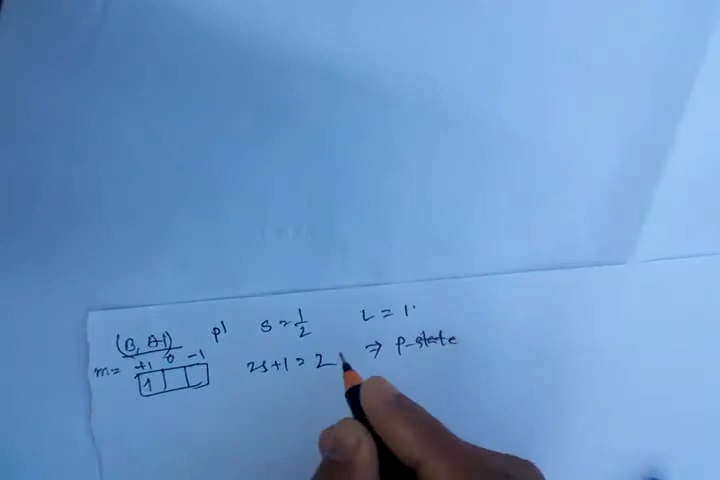 (B, Al) p1 S = 1/2 L = 1.
m = +1 0 -1
1 2s+1 = 2 ⇒ P-state